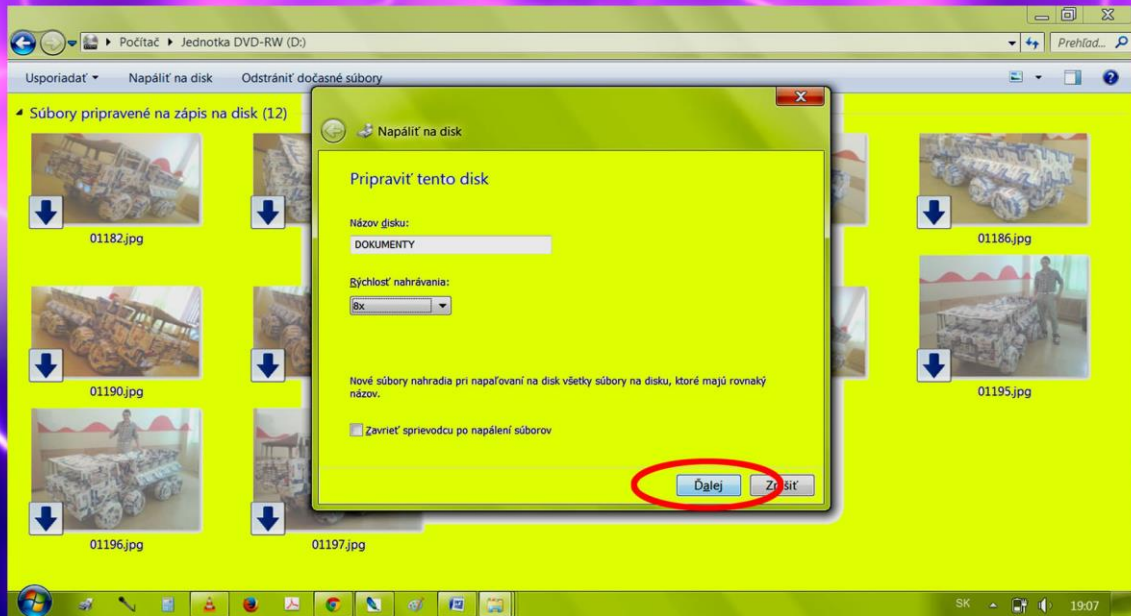 Počítač
Jednotka DVD-RW (D:)
Prehľad...
Usporiadať
Napáliť na disk
Odstrániť dočasné súbory
Súbory pripravené na zápis na disk (12)
Napáliť na disk
Pripraviť tento disk
Názov disku:
DOKUMENTY
Rýchlosť nahrávania:
8x
Nové súbory nahradia pri napaľovaní na disk všetky súbory na disku, ktoré majú rovnaký
názov.
Zavrieť sprievodcu po napálení súborov
Ďalej
Zrušiť
01182.jpg
01186.jpg
01190.jpg
01195.jpg
01196.jpg
01197.jpg
SK
19:07